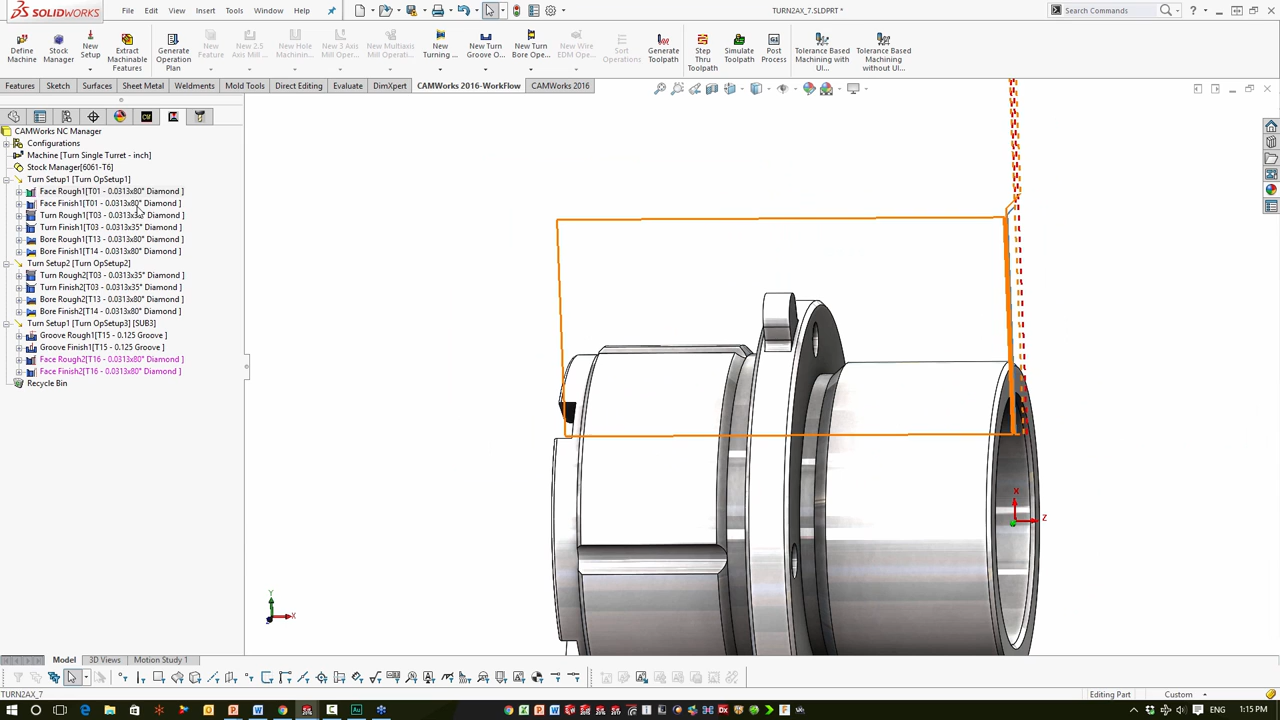 SOLIDWORKS
File Edit View Insert Tools Window Help
TURN2AX_7.SLDPRT *
Search Commands
Define Machine
Stock Manager
New Setup
Extract Machinable Features
Generate Operation Plan
New Feature
New 2.5 Axis Mill ...
New Hole Machinin...
New 3 Axis Mill Oper...
New Multiaxis Mill Operati...
New Turning ...
New Turn Groove O...
New Turn Bore Ope...
New Wire EDM Ope...
Sort Operations
Generate Toolpath
Step Thru Toolpath
Simulate Toolpath
Post Process
Tolerance Based Machining with UI...
Tolerance Based Machining without UI...
Features Sketch Surfaces Sheet Metal Weldments Mold Tools Direct Editing Evaluate DimXpert CAMWorks 2016-WorkFlow CAMWorks 2016
CAMWorks NC Manager
Configurations
Machine [Turn Single Turret - inch]
Stock Manager[6061-T6]
Turn Setup1 [Turn OpSetup1]
Face Rough1[T01 - 0.0313x80° Diamond ]
Face Finish1[T01 - 0.0313x80° Diamond ]
Turn Rough1[T03 - 0.0313x35° Diamond ]
Turn Finish1[T03 - 0.0313x35° Diamond ]
Bore Rough1[T13 - 0.0313x80° Diamond ]
Bore Finish1[T14 - 0.0313x80° Diamond ]
Turn Setup2 [Turn OpSetup2]
Turn Rough2[T03 - 0.0313x35° Diamond ]
Turn Finish2[T03 - 0.0313x35° Diamond ]
Bore Rough2[T13 - 0.0313x80° Diamond ]
Bore Finish2[T14 - 0.0313x80° Diamond ]
Turn Setup1 [Turn OpSetup3] [SUB3]
Groove Rough1[T15 - 0.125 Groove ]
Groove Finish1[T15 - 0.125 Groove ]
Face Rough2[T16 - 0.0313x80° Diamond ]
Face Finish2[T16 - 0.0313x80° Diamond ]
Recycle Bin
X
Z
Y
X
Model 3D Views Motion Study 1
TURN2AX_7
Editing Part
Custom
ENG
1:15 PM